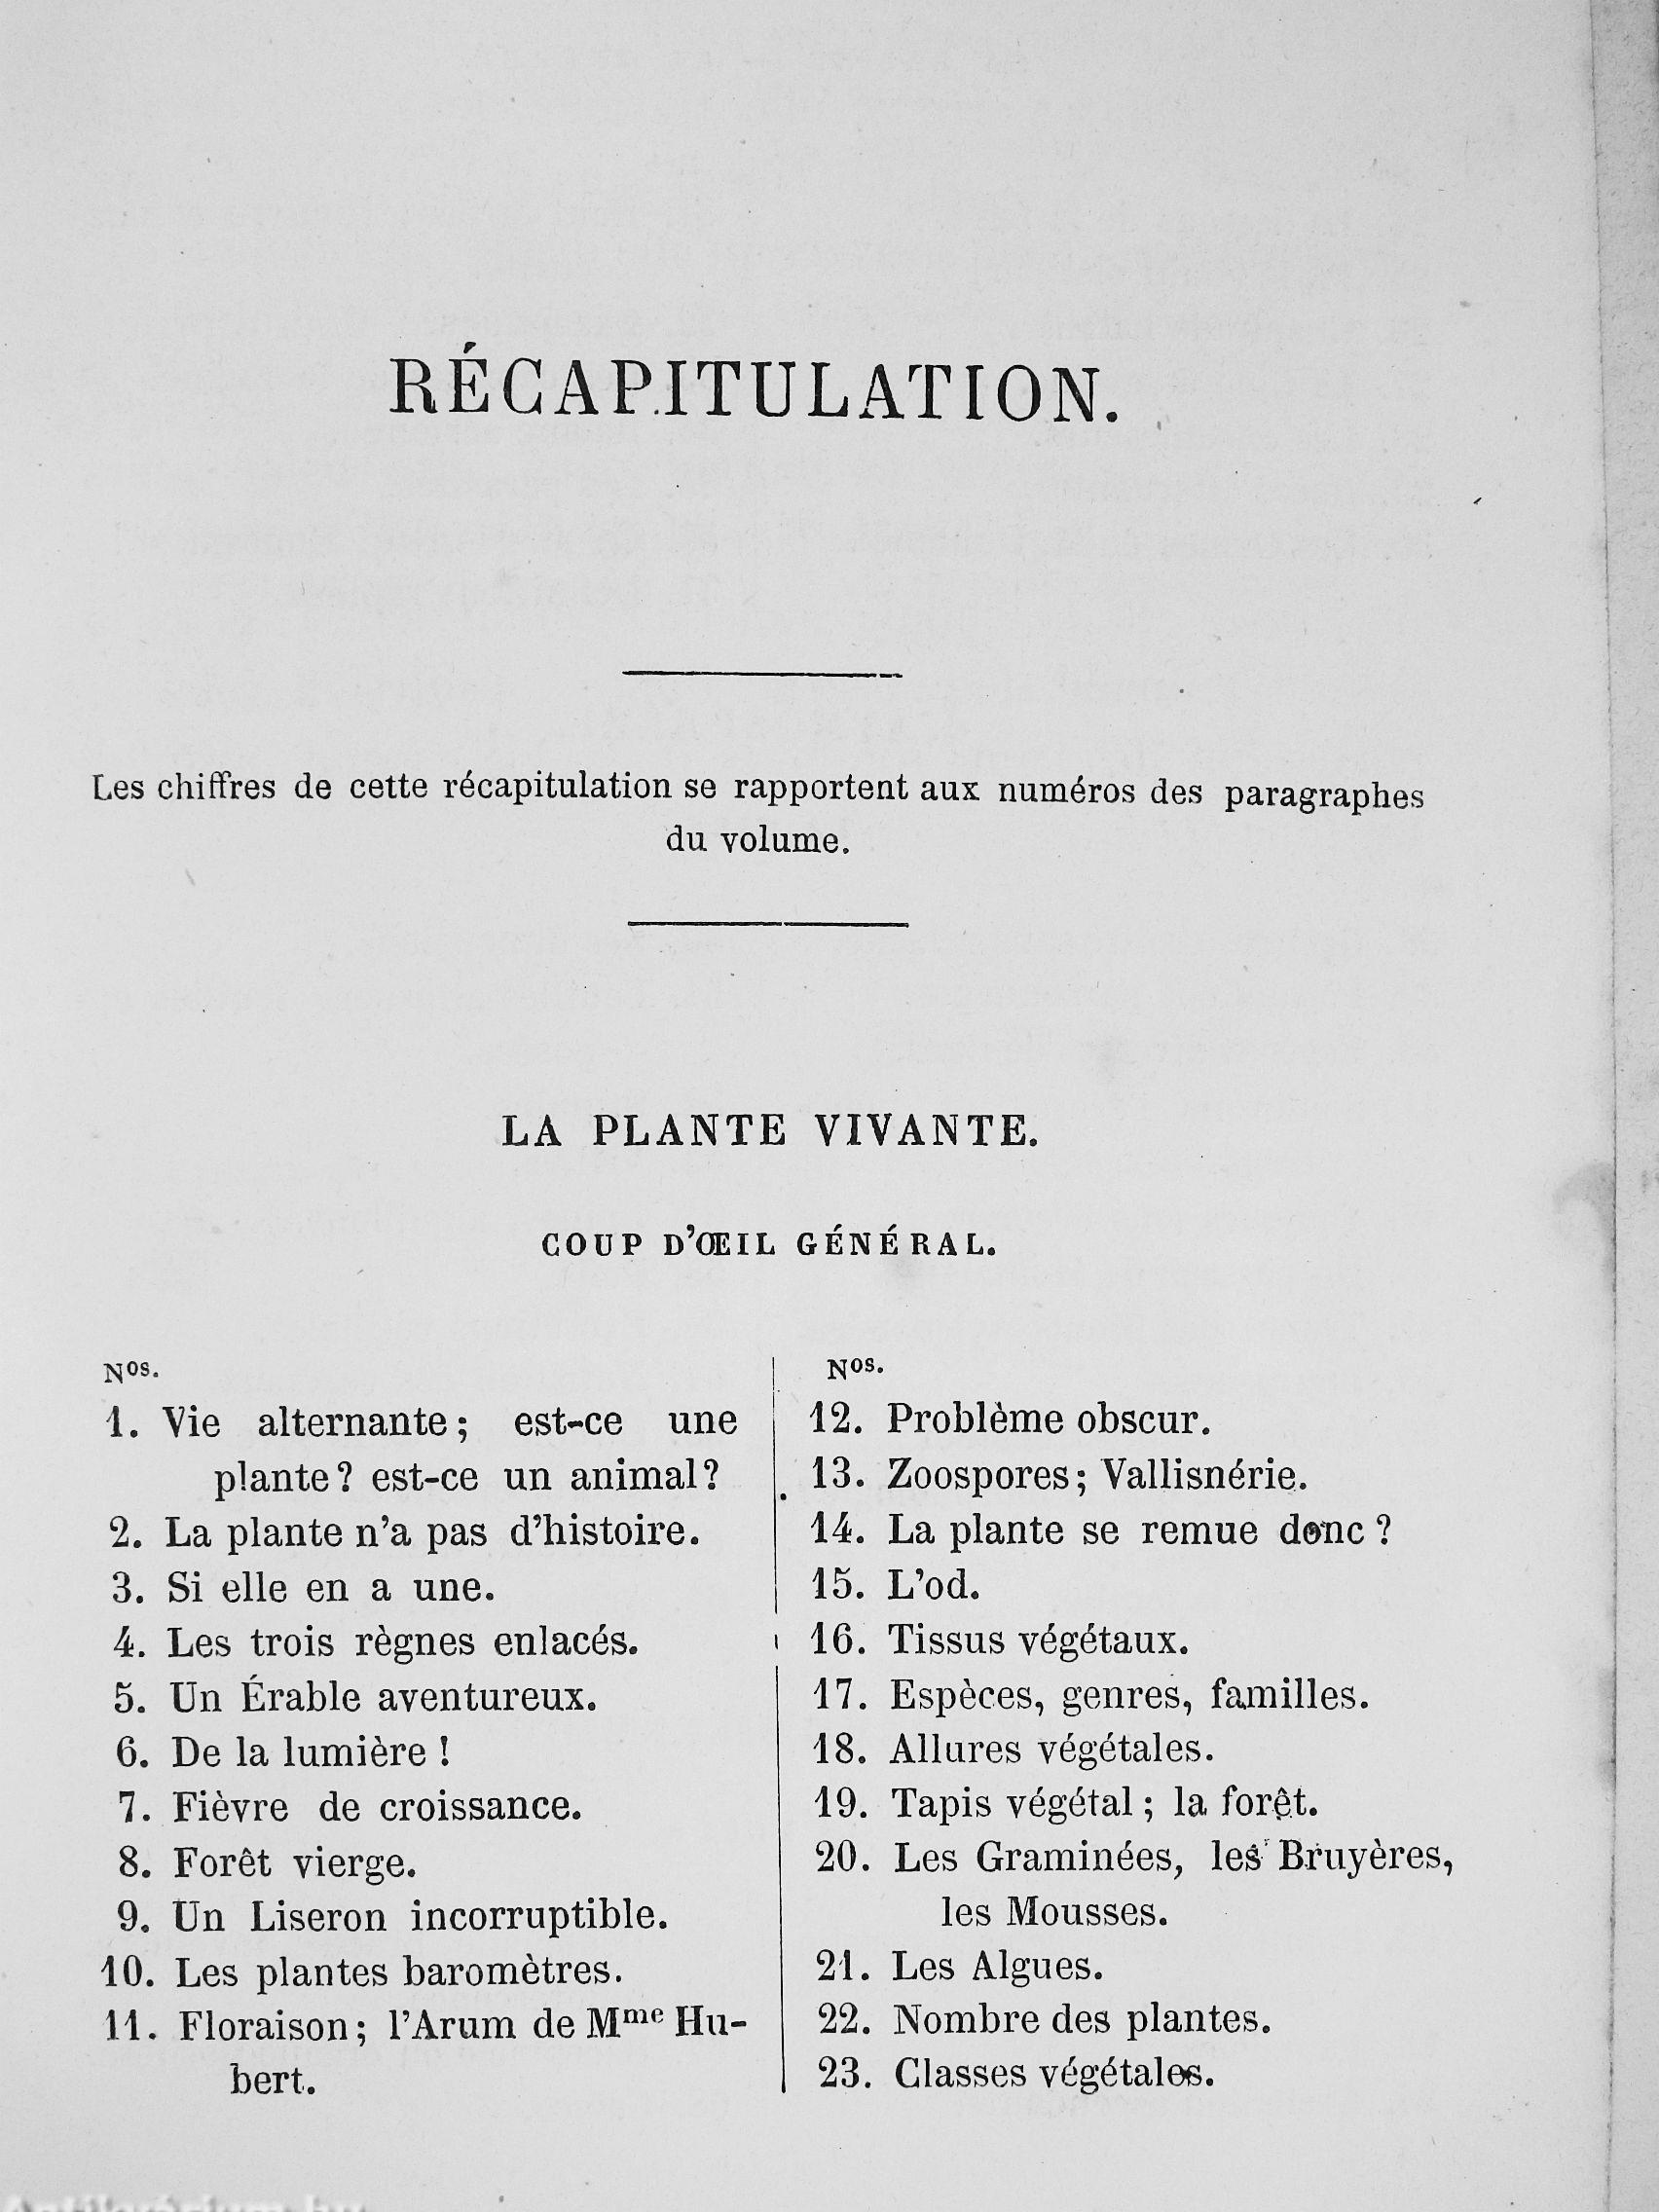 RÉCAPITULATION.
Les chiffres de cette récapitulation se rapportent aux numéros des paragraphes
du volume.
LA PLANTE VIVANTE.
COUP D'ŒIL GÉNÉRAL.
Nos.
1. Vie alternante; est-ce une
plante? est-ce un animal?
2. La plante n'a pas d'histoire.
3. Si elle en a une.
4. Les trois règnes enlacés.
5. Un Érable aventureux.
6. De la lumière!
7. Fièvre de croissance.
8. Forêt vierge.
9. Un Liseron incorruptible.
10. Les plantes baromètres.
11. Floraison; l'Arum de Mme Hu-
bert.
Nos.
12. Problème obscur.
13. Zoospores; Vallisnérie.
14. La plante se remue donc?
15. L'od.
16. Tissus végétaux.
17. Espèces, genres, familles.
18. Allures végétales.
19. Tapis végétal; la forêt.
20. Les Graminées, les Bruyères,
les Mousses.
21. Les Algues.
22. Nombre des plantes.
23. Classes végétales.